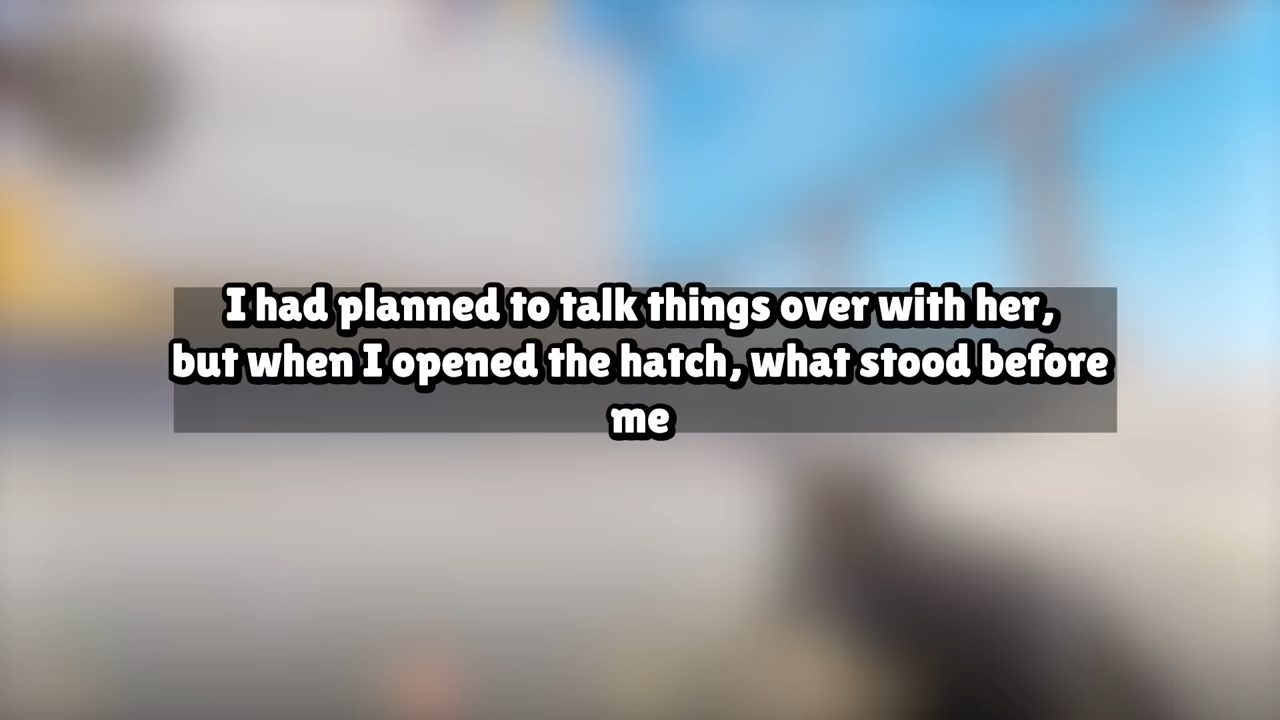 I had planned to talk things over with her,
but when I opened the hatch, what stood before
me